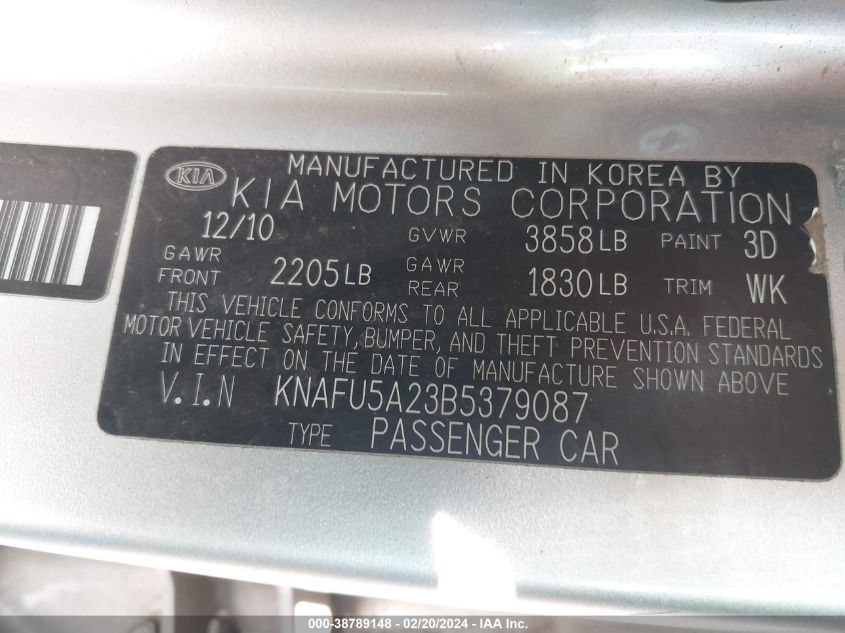 KIA
MANUFACTURED IN KOREA BY
KIA MOTORS CORPORATION
12/10 GVWR 3858LB PAINT 3D
GAWR FRONT 2205LB GAWR REAR 1830LB TRIM WK
THIS VEHICLE CONFORMS TO ALL APPLICABLE U.S.A. FEDERAL
MOTOR VEHICLE SAFETY, BUMPER, AND THEFT PREVENTION STANDARDS
IN EFFECT ON THE DATE OF MANUFACTURE SHOWN ABOVE
V.I.N KNAFU5A23B5379087
TYPE PASSENGER CAR
000-38789148 - 02/20/2024 - IAA Inc.